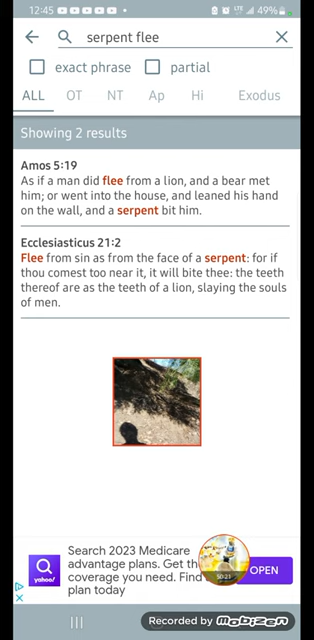 12:45 LTE 49%
serpent flee
exact phrase partial
ALL OT NT Ap Hi Exodus
Showing 2 results
Amos 5:19
As if a man did flee from a lion, and a bear met
him; or went into the house, and leaned his hand
on the wall, and a serpent bit him.
Ecclesiasticus 21:2
Flee from sin as from the face of a serpent: for if
thou comest too near it, it will bite thee: the teeth
thereof are as the teeth of a lion, slaying the souls
of men.
Search 2023 Medicare
advantage plans. Get th
coverage you need. Find
plan today
yahoo!
50:21
OPEN
Recorded by mobizen